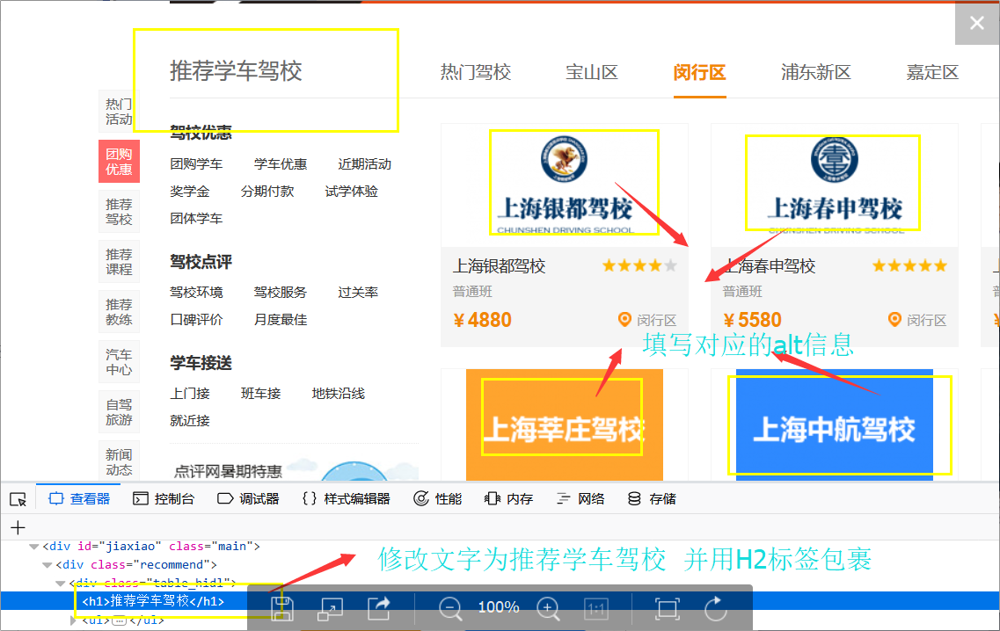 ×
推荐学车驾校 热门驾校 宝山区 闵行区 浦东新区 嘉定区
热门
活动
团购
优惠
推荐
驾校
推荐
课程
推荐
教练
汽车
中心
自驾
旅游
新闻
动态
驾校优惠
团购学车 学车优惠 近期活动
奖学金 分期付款 试学体验
团体学车
驾校点评
驾校环境 驾校服务 过关率
口碑评价 月度最佳
学车接送
上门接 班车接 地铁沿线
就近接
点评网暑期特惠
上海银都驾校
CHUNSHEN DRIVING SCHOOL
上海银都驾校
普通班
¥4880 闵行区
上海春申驾校
CHUNSHEN DRIVING SCHOOL
上海春申驾校
普通班
¥5580 闵行区
填写对应的alt信息
上海莘庄驾校
上海中航驾校
查看器 控制台 调试器 {} 样式编辑器 性能 内存 网络 存储
+
<div id="jiaxiao" class="main">
<div class="recommend">
<div class="table_hidl">
<h1>推荐学车驾校</h1>
<ul>…</ul>
修改文字为推荐学车驾校 并用H2标签包裹
100% 1:1